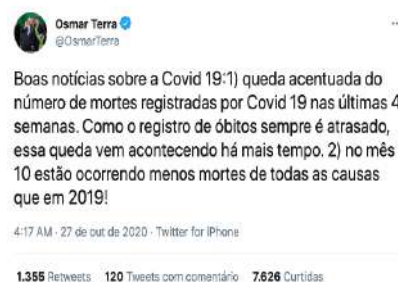 Osmar Terra
@OsmarTerra
Boas notícias sobre a Covid 19:1) queda acentuada do
número de mortes registradas por Covid 19 nas últimas 4
semanas. Como o registro de óbitos sempre é atrasado,
essa queda vem acontecendo há mais tempo. 2) no mês
10 estão ocorrendo menos mortes de todas as causas
que em 2019!
4:17 AM · 27 de out de 2020 · Twitter for iPhone
1.355 Retweets 120 Tweets com comentário 7.626 Curtidas